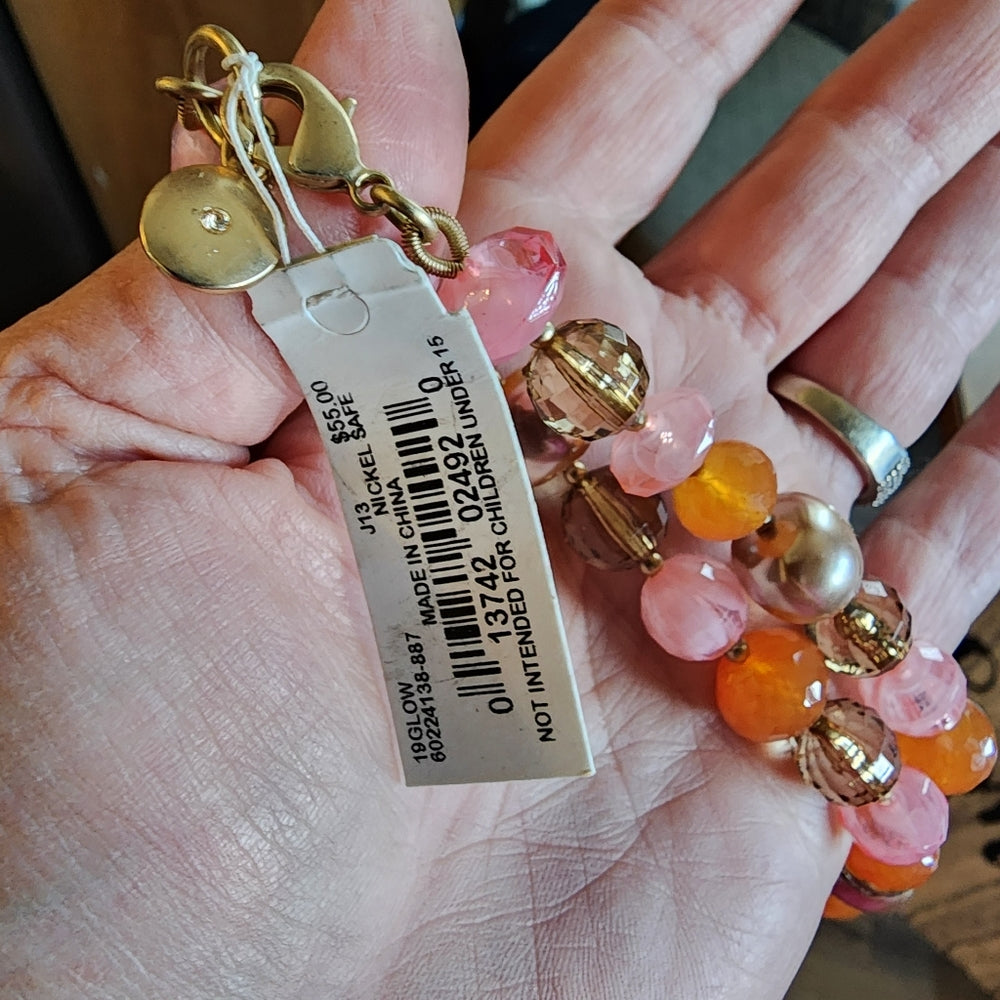 $55.00
J13 NICKEL SAFE
19GLOW
60224138-887 MADE IN CHINA
0 13742 02492 0
NOT INTENDED FOR CHILDREN UNDER 15